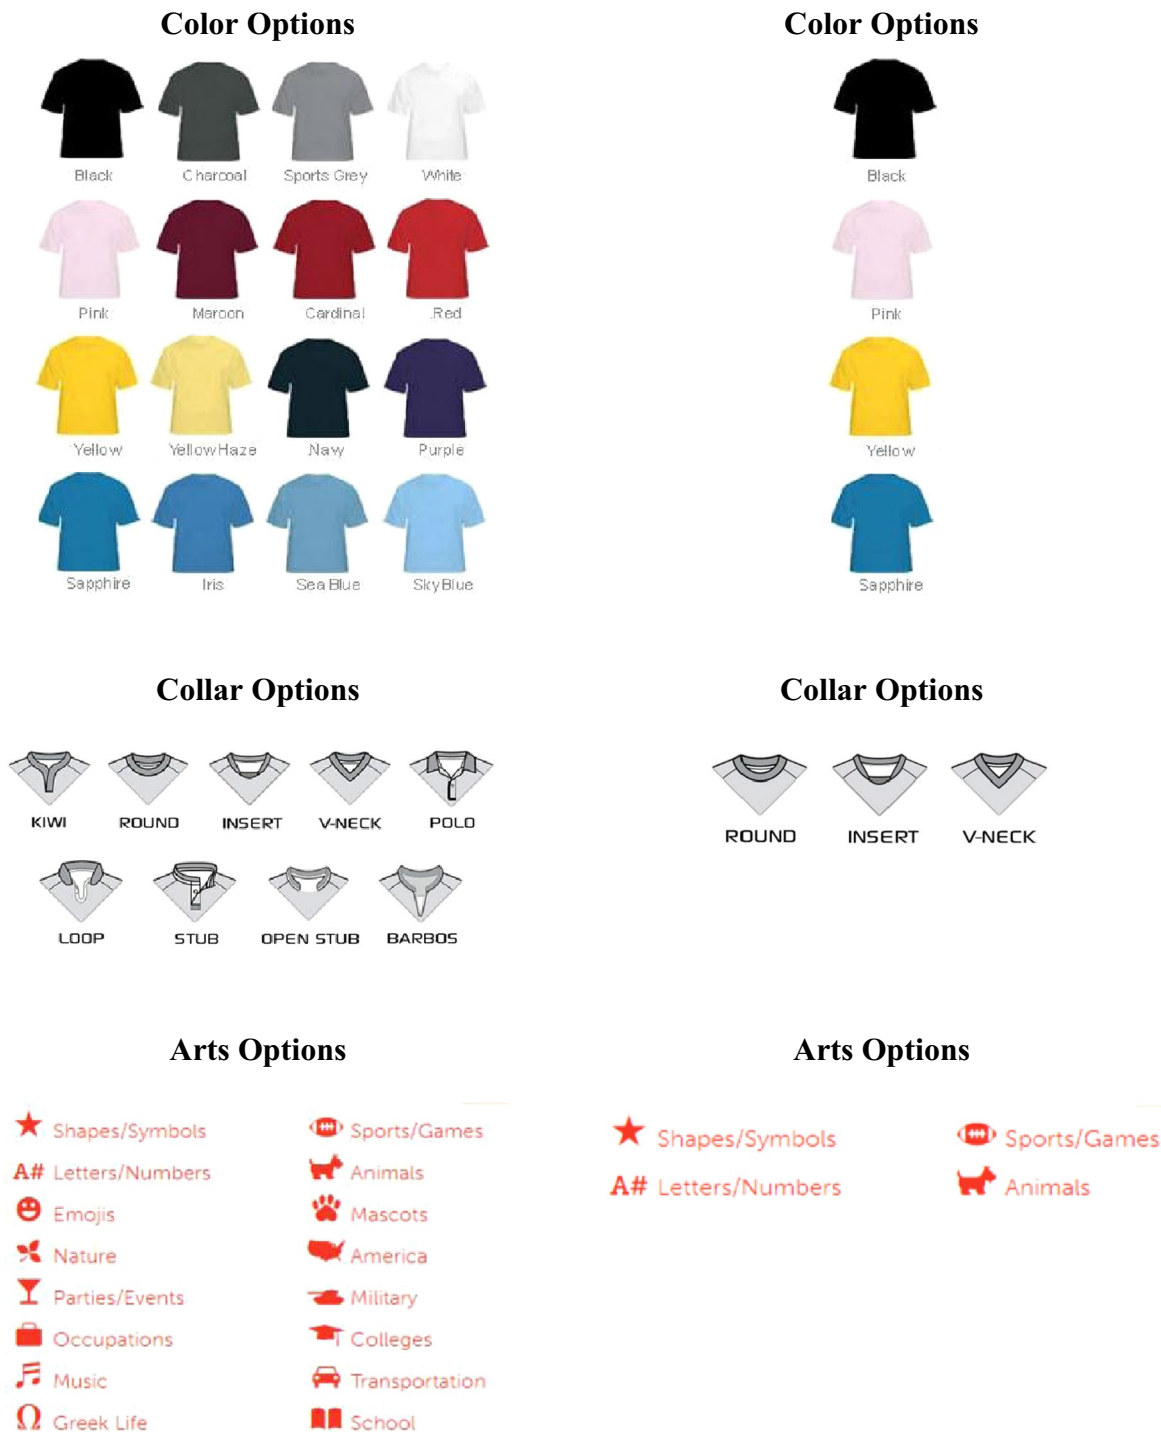 Color Options
Color Options
Black Charcoal Sports Grey White
Black
Pink Maroon Cardinal Red
Pink
Yellow Yellow Haze Navy Purple
Yellow
Sapphire Iris Sea Blue Sky Blue
Sapphire
Collar Options
Collar Options
KIWI ROUND INSERT V-NECK POLO
ROUND INSERT V-NECK
LOOP STUB OPEN STUB BARBOS
Arts Options
Arts Options
Shapes/Symbols Sports/Games
A# Letters/Numbers Animals
Emojis Mascots
Nature America
Parties/Events Military
Occupations Colleges
Music Transportation
Ω Greek Life School
Shapes/Symbols Sports/Games
A# Letters/Numbers Animals